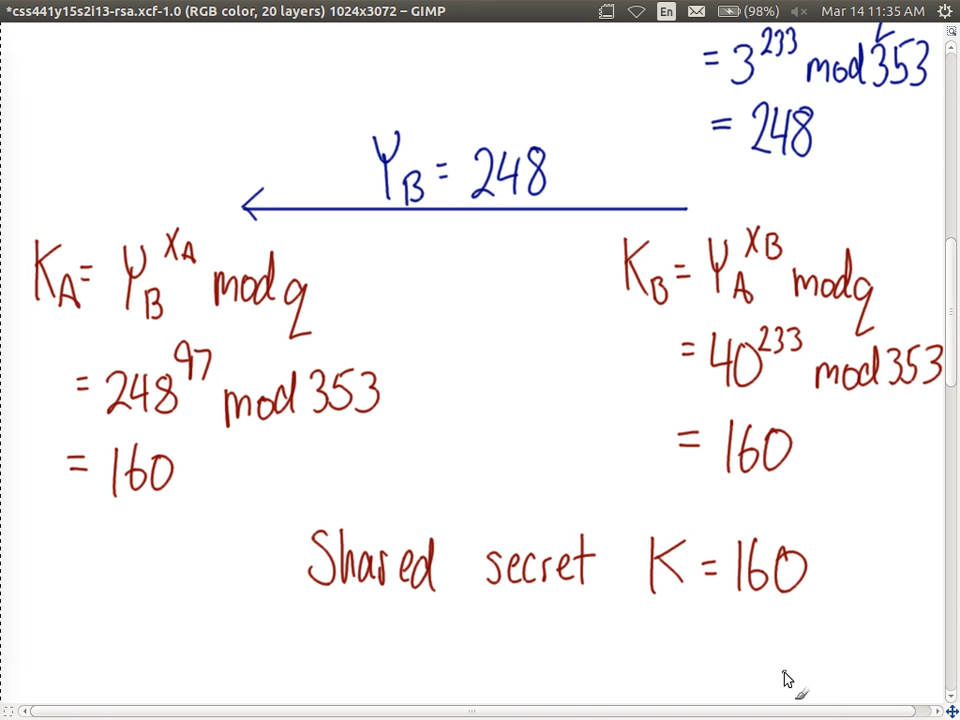 *css441y15s2i13-rsa.xcf-1.0 (RGB color, 20 layers) 1024x3072 – GIMP
En (98%) Mar 14 11:35 AM
= 3^233 mod 353
= 248
Y_B = 248
K_A = Y_B^X_A mod q
= 248^97 mod 353
= 160
K_B = Y_A^X_B mod q
= 40^233 mod 353
= 160
Shared secret K = 160